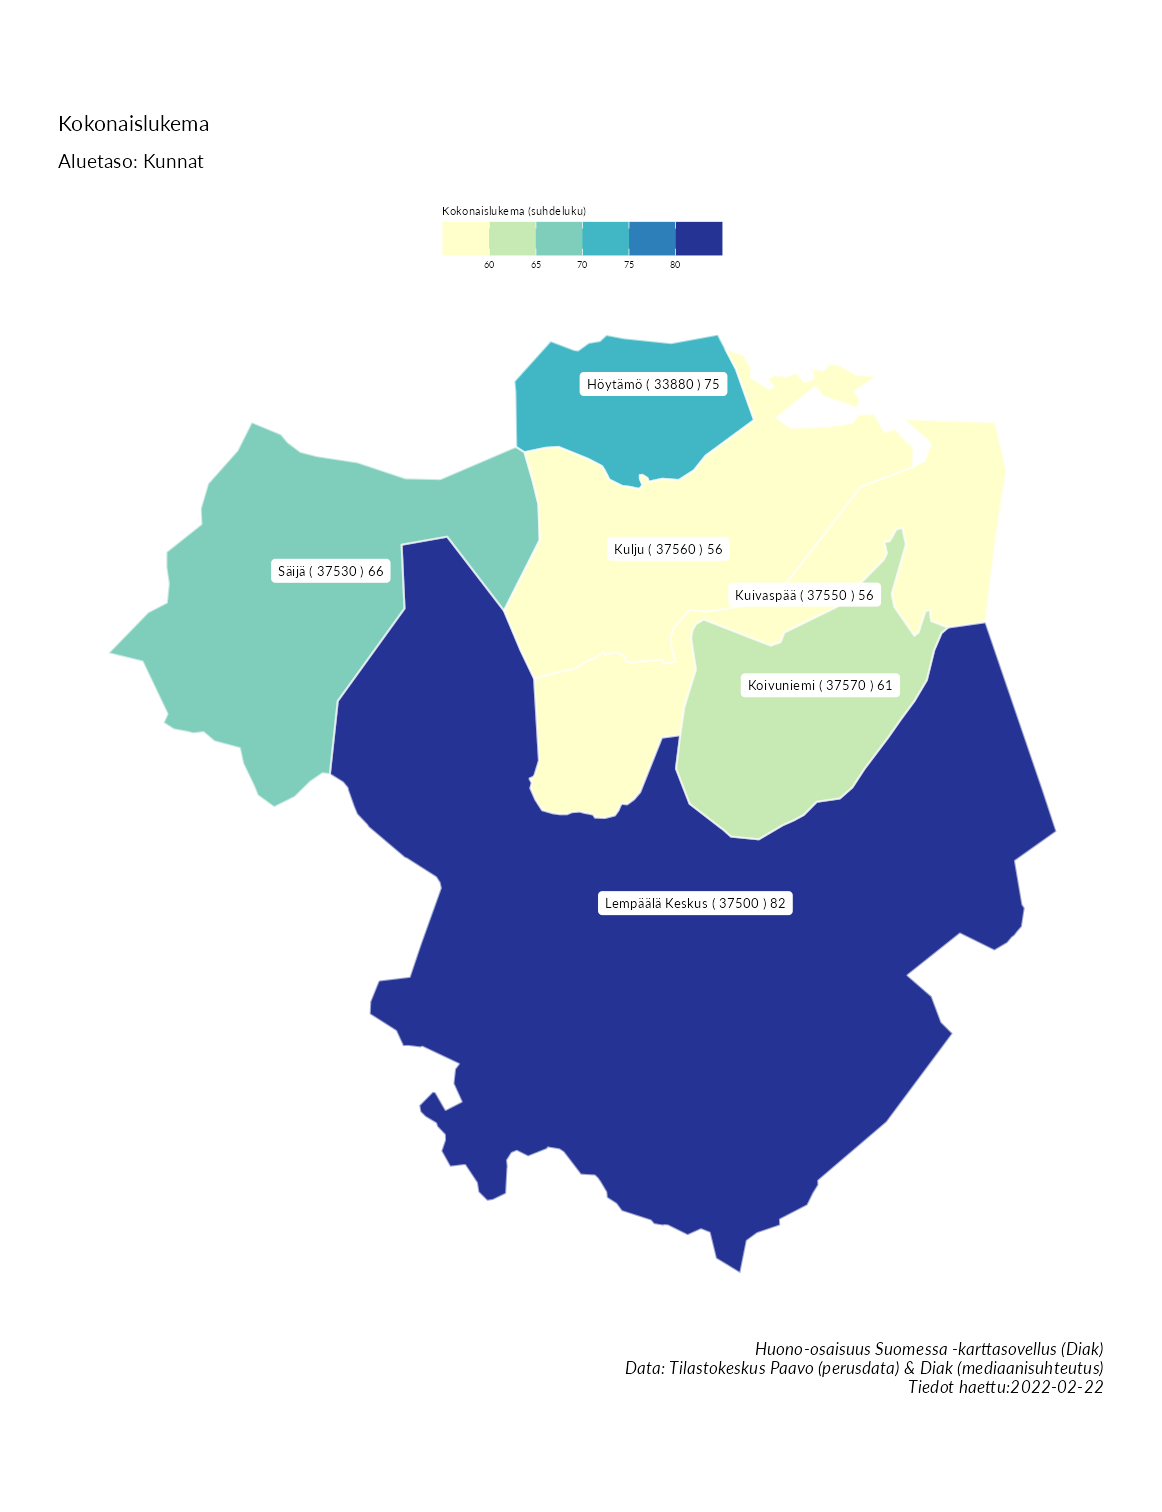 Kokonaislukema
Aluetaso: Kunnat
Kokonaislukema (suhdeluku)
60 65 70 75 80
Höytämö ( 33880 ) 75
Kulju ( 37560 ) 56
Säijä ( 37530 ) 66
Kuivaspää ( 37550 ) 56
Koivuniemi ( 37570 ) 61
Lempäälä Keskus ( 37500 ) 82
Huono-osaisuus Suomessa -karttasovellus (Diak)
Data: Tilastokeskus Paavo (perusdata) & Diak (mediaanisuhteutus)
Tiedot haettu:2022-02-22